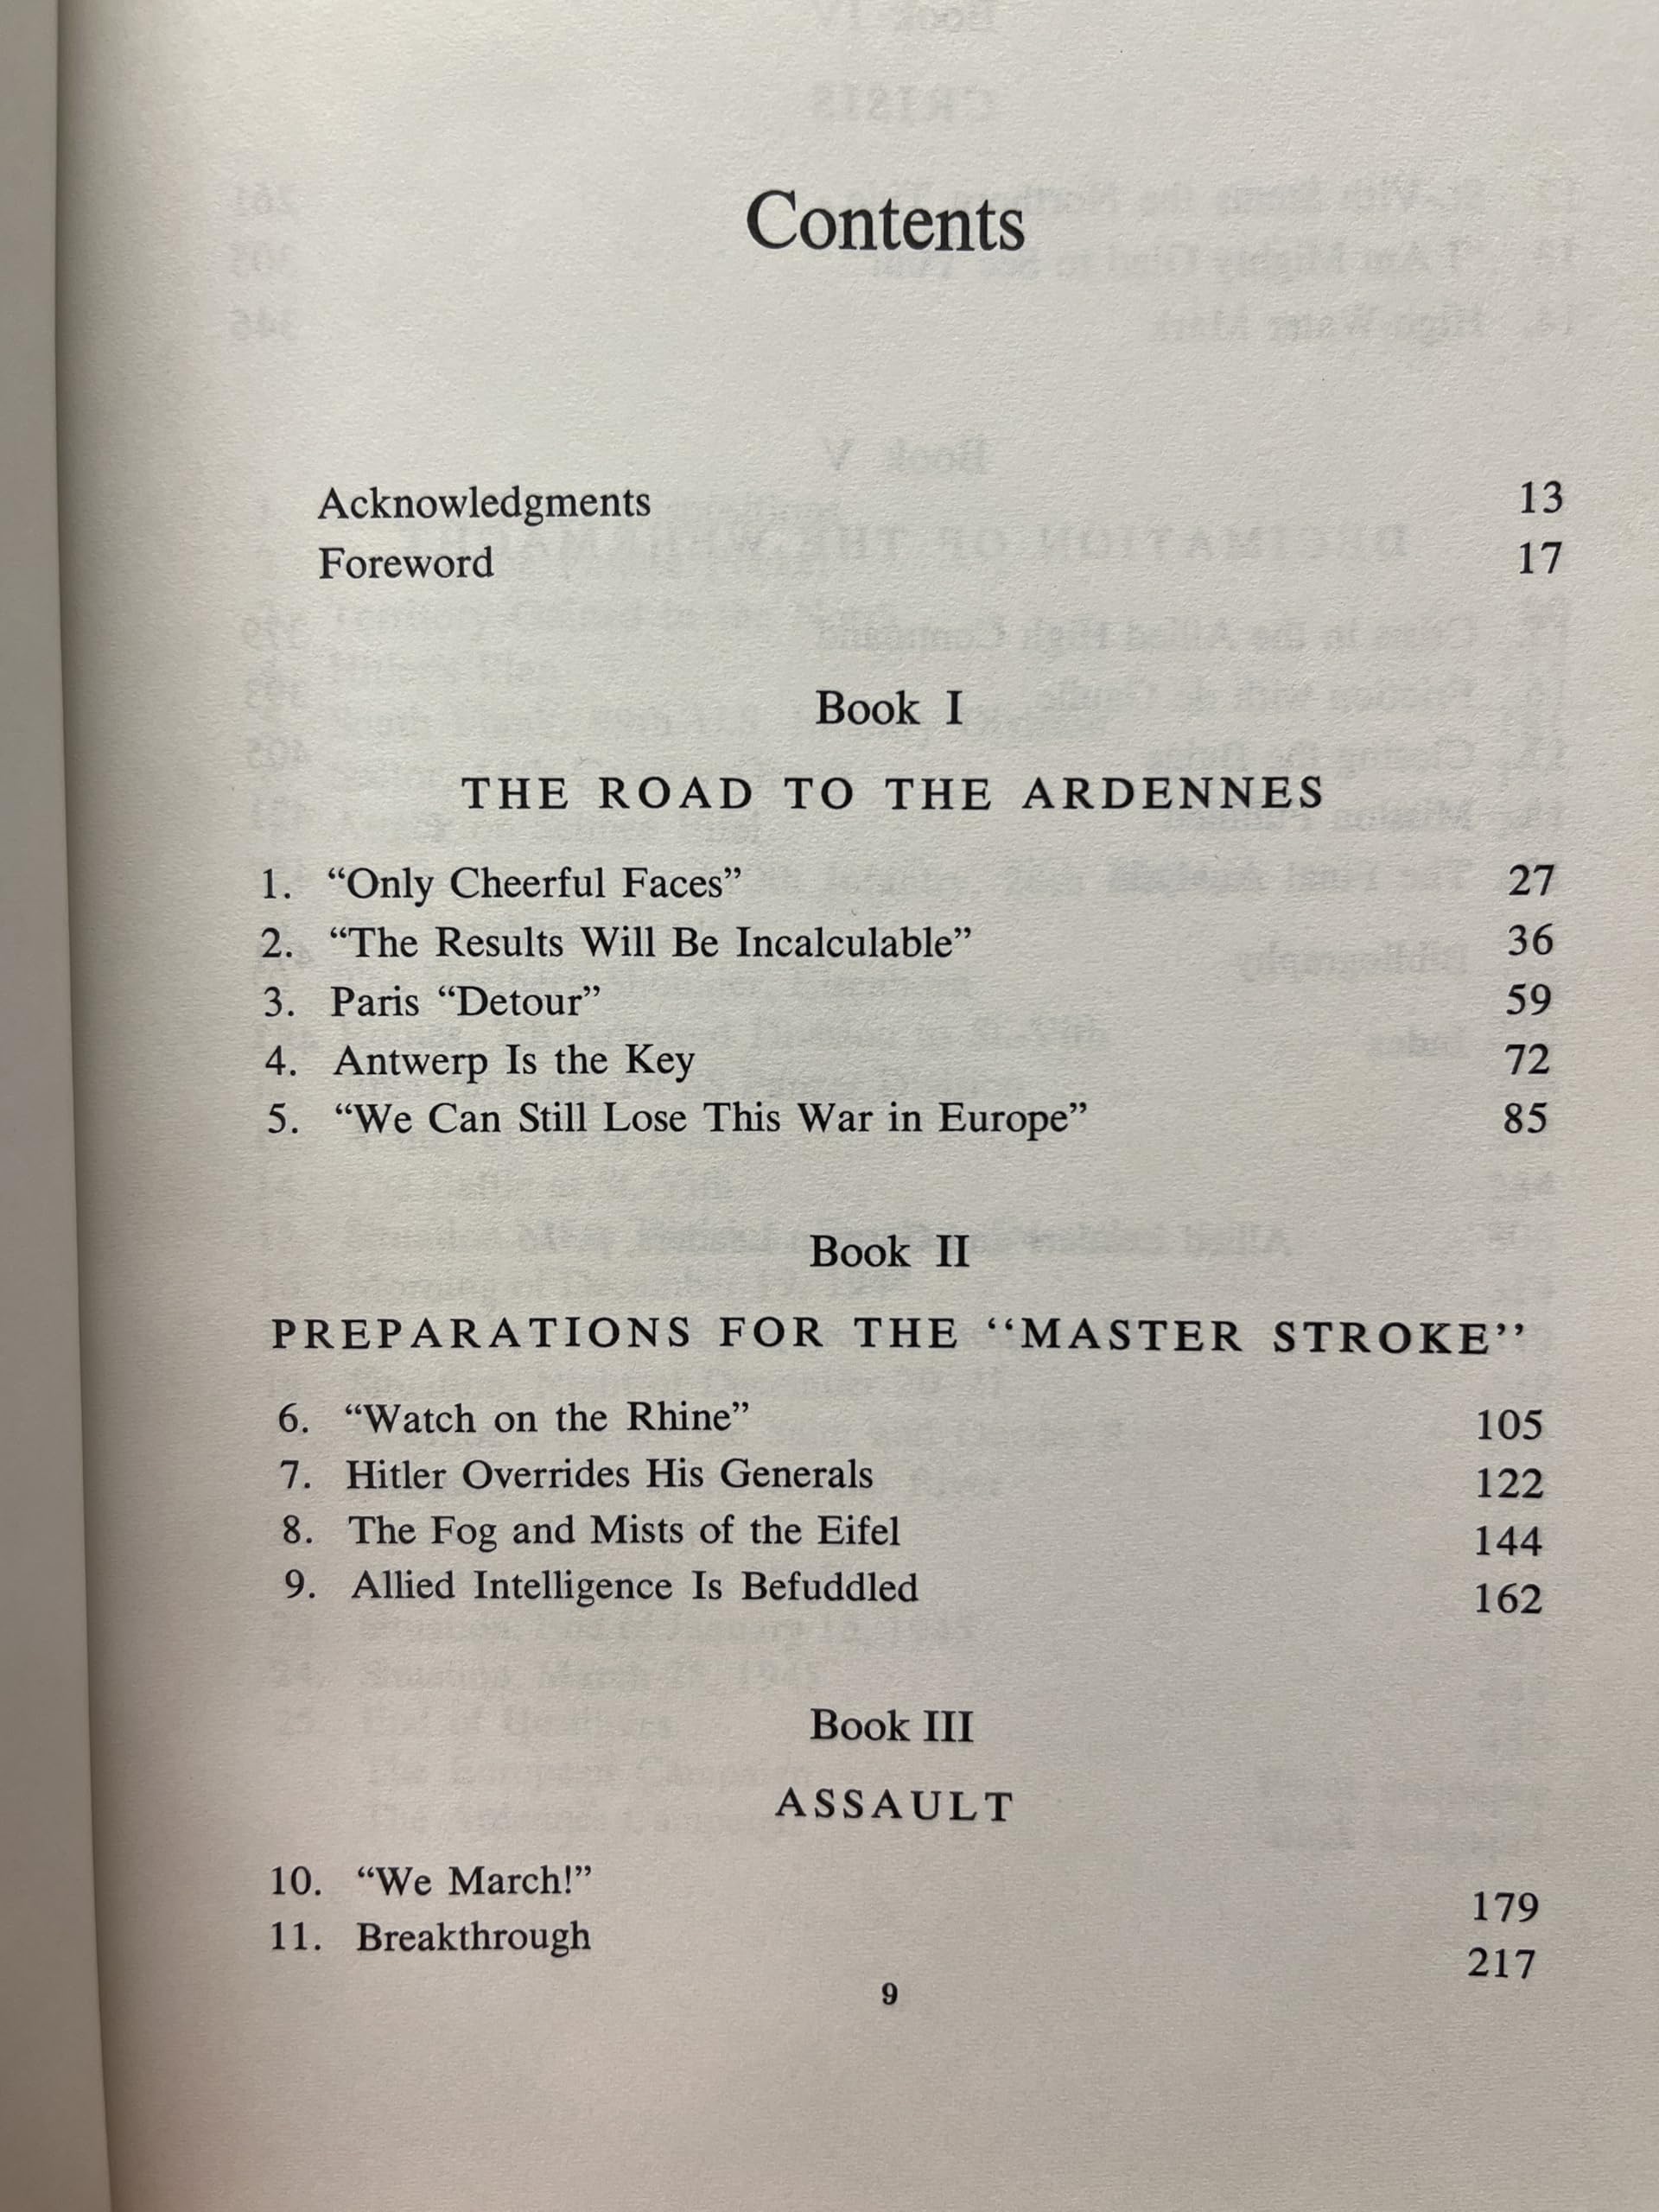 Contents
Acknowledgments 13
Foreword 17
Book I
THE ROAD TO THE ARDENNES
1. “Only Cheerful Faces” 27
2. “The Results Will Be Incalculable” 36
3. Paris “Detour” 59
4. Antwerp Is the Key 72
5. “We Can Still Lose This War in Europe” 85
Book II
PREPARATIONS FOR THE “MASTER STROKE”
6. “Watch on the Rhine” 105
7. Hitler Overrides His Generals 122
8. The Fog and Mists of the Eifel 144
9. Allied Intelligence Is Befuddled 162
Book III
ASSAULT
10. “We March!” 179
11. Breakthrough 217
9